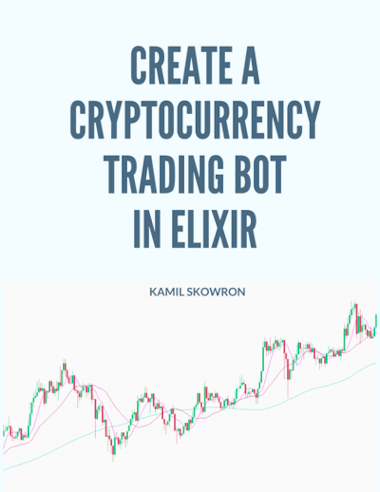 CREATE A
CRYPTOCURRENCY
TRADING BOT
IN ELIXIR
KAMIL SKOWRON